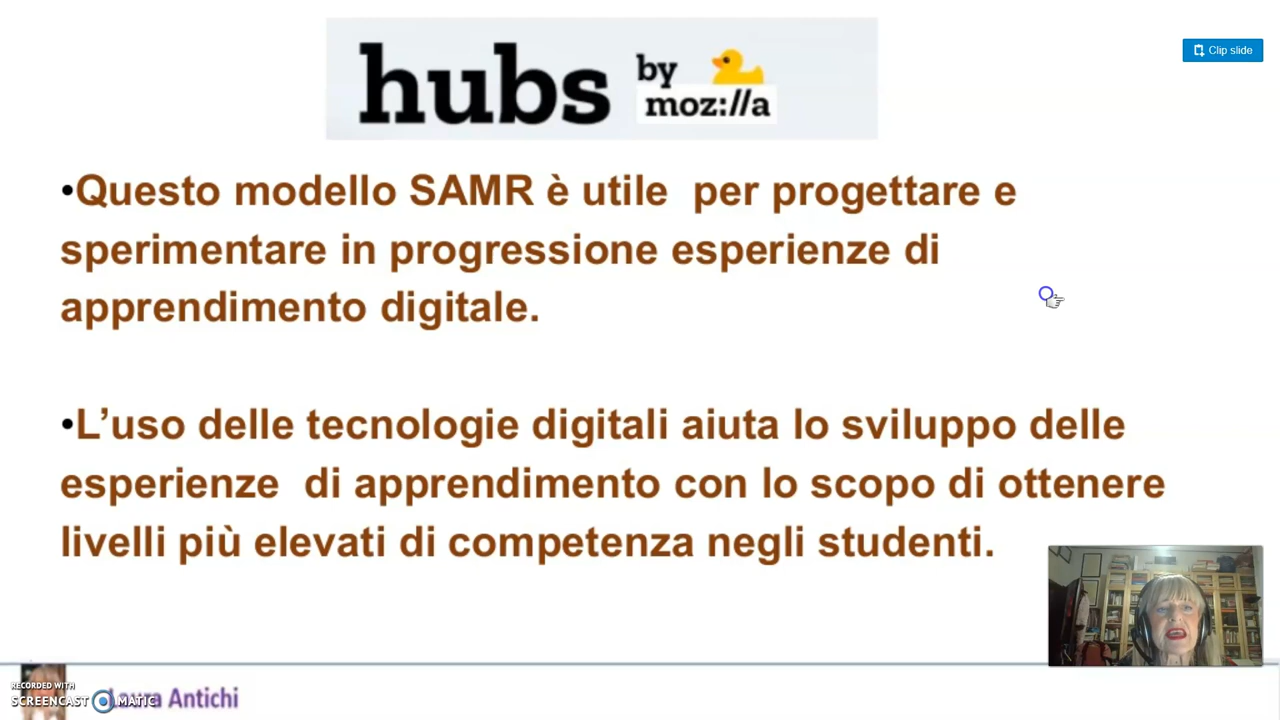 hubs by
moz://a
Clip slide
•Questo modello SAMR è utile  per progettare e
sperimentare in progressione esperienze di
apprendimento digitale.
•L’uso delle tecnologie digitali aiuta lo sviluppo delle
esperienze  di apprendimento con lo scopo di ottenere
livelli più elevati di competenza negli studenti.
RECORDED WITH
SCREENCAST MATIC
Laura Antichi